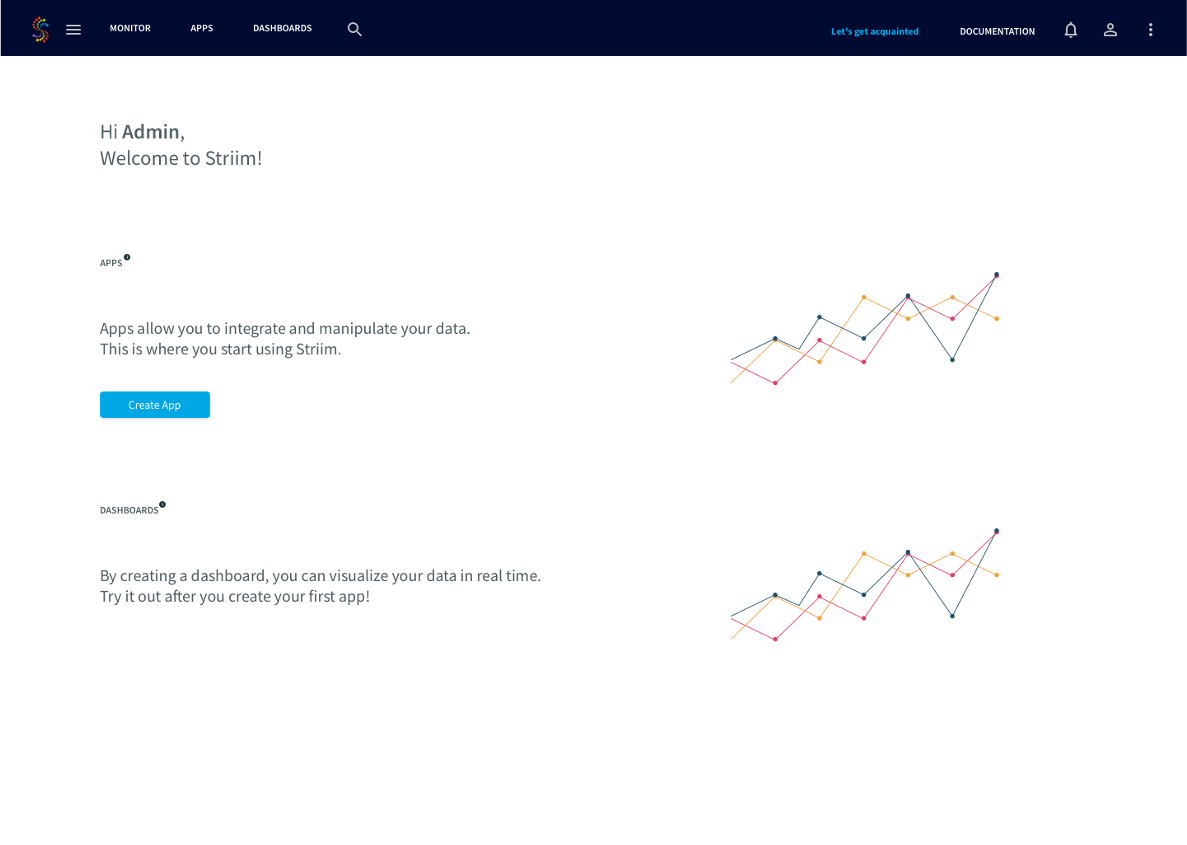 MONITOR
APPS
DASHBOARDS
Let's get acquainted
DOCUMENTATION
Hi Admin,
Welcome to Striim!
APPS
Apps allow you to integrate and manipulate your data.
This is where you start using Striim.
Create App
DASHBOARDS
By creating a dashboard, you can visualize your data in real time.
Try it out after you create your first app!